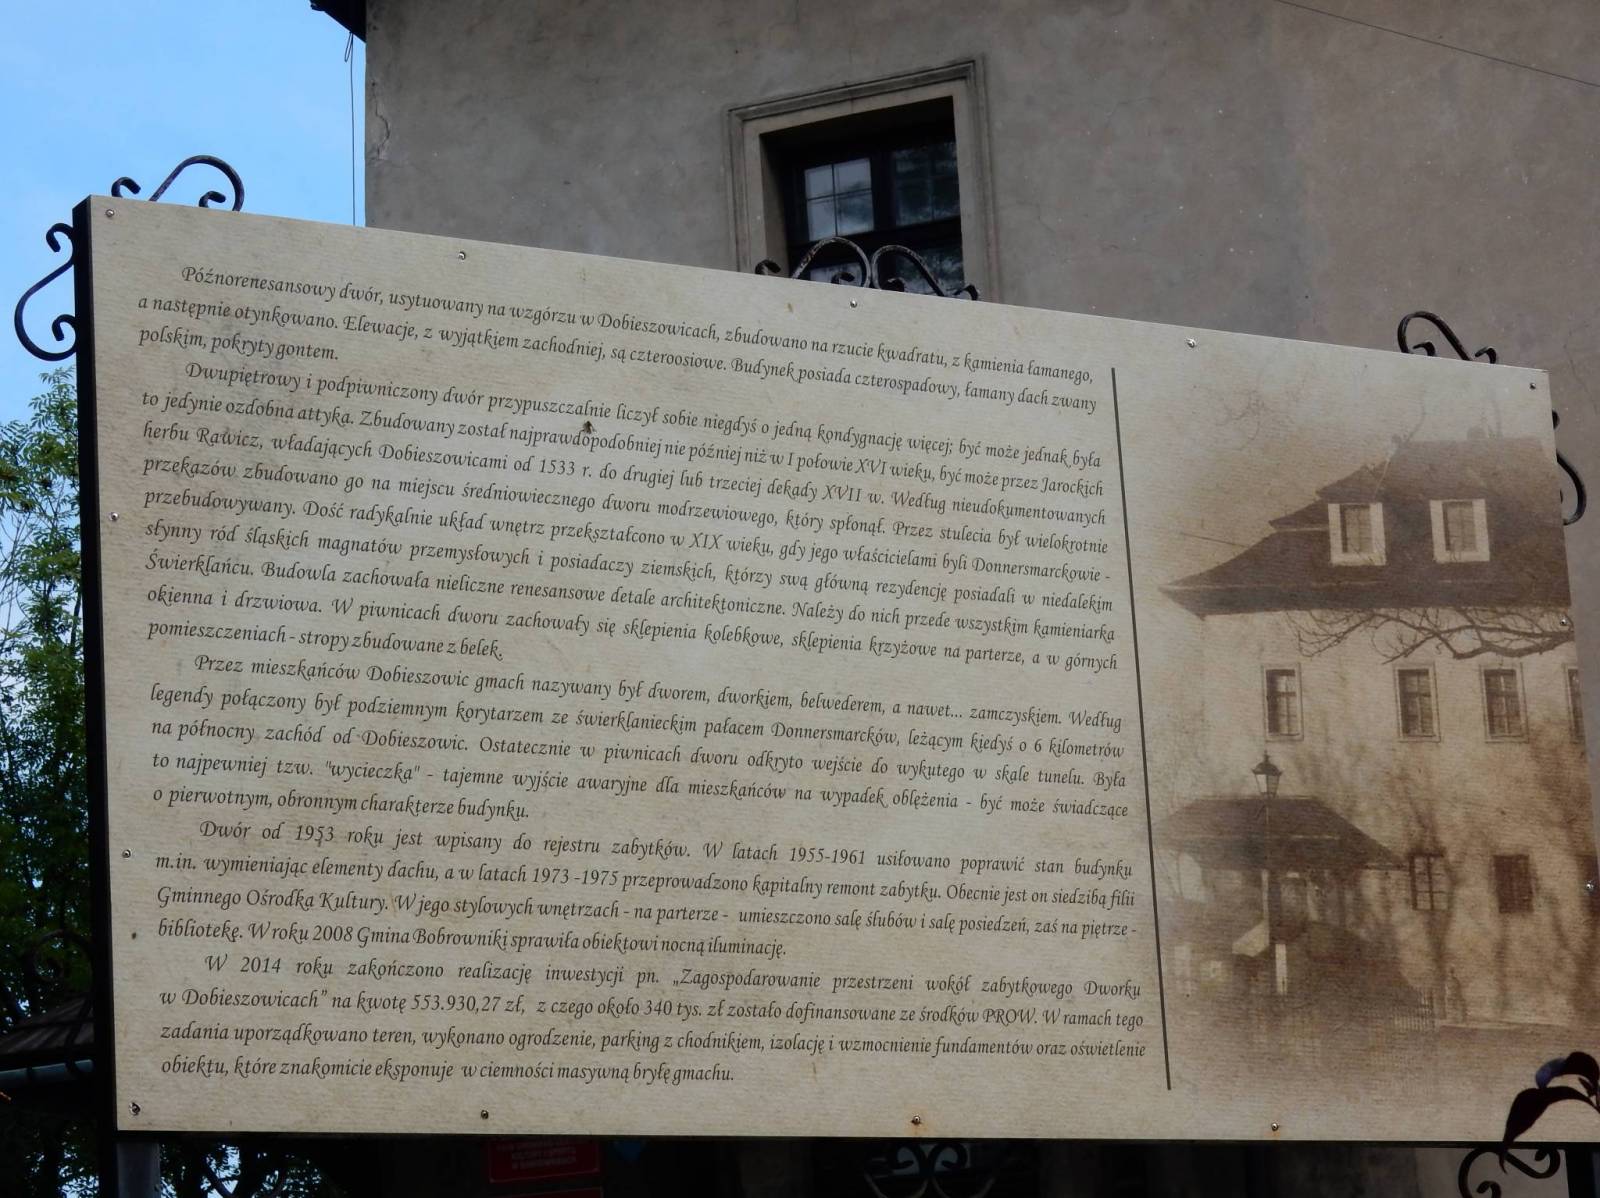 Późnorenesansowy dwór, usytuowany na wzgórzu w Dobieszowicach, zbudowano na rzucie kwadratu, z kamienia łamanego,
a następnie otynkowano. Elewacje, z wyjątkiem zachodniej, są czteroosiowe. Budynek posiada czterospadowy, łamany dach zwany
polskim, pokryty gontem.
Dwupiętrowy i podpiwniczony dwór przypuszczalnie liczył sobie niegdyś o jedną kondygnację więcej; być może jednak była
to jedynie ozdobna attyka. Zbudowany został najprawdopodobniej nie później niż w I połowie XVI wieku, być może przez Jarockich
herbu Rawicz, władających Dobieszowicami od 1533 r. do drugiej lub trzeciej dekady XVII w. Według nieudokumentowanych
przekazów zbudowano go na miejscu średniowiecznego dworu modrzewiowego, który spłonął. Przez stulecia był wielokrotnie
przebudowywany. Dość radykalnie układ wnętrz przekształcono w XIX wieku, gdy jego właścicielami byli Donnersmarckowie -
słynny ród śląskich magnatów przemysłowych i posiadaczy ziemskich, którzy swą główną rezydencję posiadali w niedalekim
Świerklańcu. Budowla zachowała nieliczne renesansowe detale architektoniczne. Należy do nich przede wszystkim kamieniarka
okienna i drzwiowa. W piwnicach dworu zachowały się sklepienia kolebkowe, sklepienia krzyżowe na parterze, a w górnych
pomieszczeniach - stropy zbudowane z belek.
Przez mieszkańców Dobieszowic gmach nazywany był dworem, dworkiem, belwederem, a nawet... zamczyskiem. Według
legendy połączony był podziemnym korytarzem ze świerklanieckim pałacem Donnersmarcków, leżącym kiedyś o 6 kilometrów
na północny zachód od Dobieszowic. Ostatecznie w piwnicach dworu odkryto wejście do wykutego w skale tunelu. Była
to najpewniej tzw. "wycieczka" - tajemne wyjście awaryjne dla mieszkańców na wypadek oblężenia - być może świadczące
o pierwotnym, obronnym charakterze budynku.
Dwór od 1953 roku jest wpisany do rejestru zabytków. W latach 1955-1961 usiłowano poprawić stan budynku
m.in. wymieniając elementy dachu, a w latach 1973 -1975 przeprowadzono kapitalny remont zabytku. Obecnie jest on siedzibą filii
Gminnego Ośrodka Kultury. W jego stylowych wnętrzach - na parterze - umieszczono salę ślubów i salę posiedzeń, zaś na piętrze -
bibliotekę. W roku 2008 Gmina Bobrowniki sprawiła obiektowi nocną iluminację.
W 2014 roku zakończono realizację inwestycji pn. „Zagospodarowanie przestrzeni wokół zabytkowego Dworku
w Dobieszowicach” na kwotę 553.930,27 zł, z czego około 340 tys. zł zostało dofinansowane ze środków PROW. W ramach tego
zadania uporządkowano teren, wykonano ogrodzenie, parking z chodnikiem, izolację i wzmocnienie fundamentów oraz oświetlenie
obiektu, które znakomicie eksponuje w ciemności masywną bryłę gmachu.